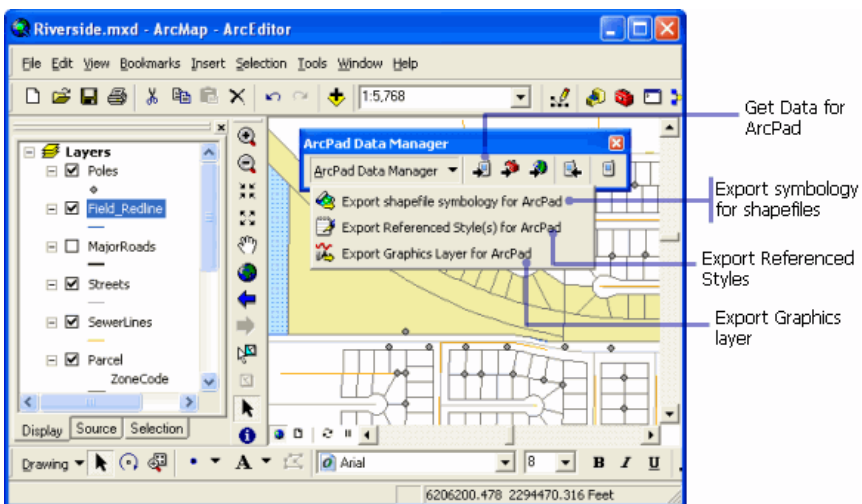 Riverside.mxd - ArcMap - ArcEditor
File Edit View Bookmarks Insert Selection Tools Window Help
1:5,768
Layers
Poles
Field_Redline
MajorRoads
Streets
SewerLines
Parcel
ZoneCode
Display Source Selection
ArcPad Data Manager
ArcPad Data Manager
Export shapefile symbology for ArcPad
Export Referenced Style(s) for ArcPad
Export Graphics Layer for ArcPad
Get Data for
ArcPad
Export symbology
for shapefiles
Export Referenced
Styles
Export Graphics
layer
Drawing A Arial 8 B I U
6206200.478 2294470.316 Feet